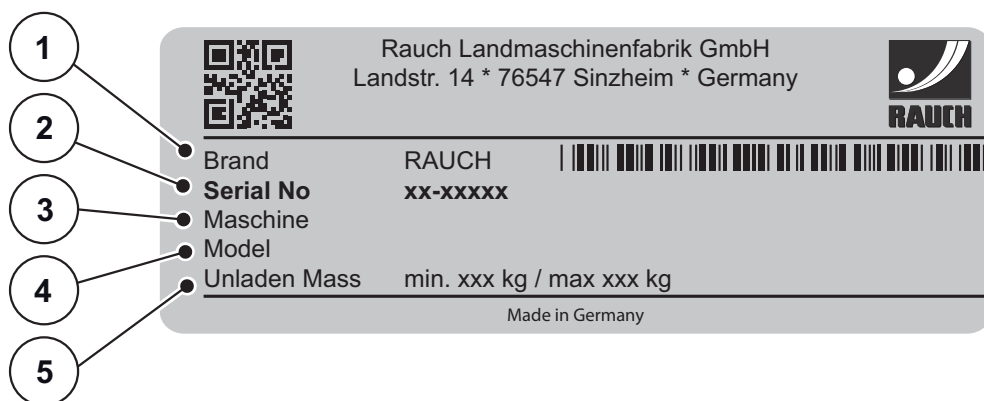 Rauch Landmaschinenfabrik GmbH
Landstr. 14 * 76547 Sinzheim * Germany
RAUCH
1
2
3
4
5
Brand RAUCH
Serial No xx-xxxxx
Maschine
Model
Unladen Mass min. xxx kg / max xxx kg
Made in Germany